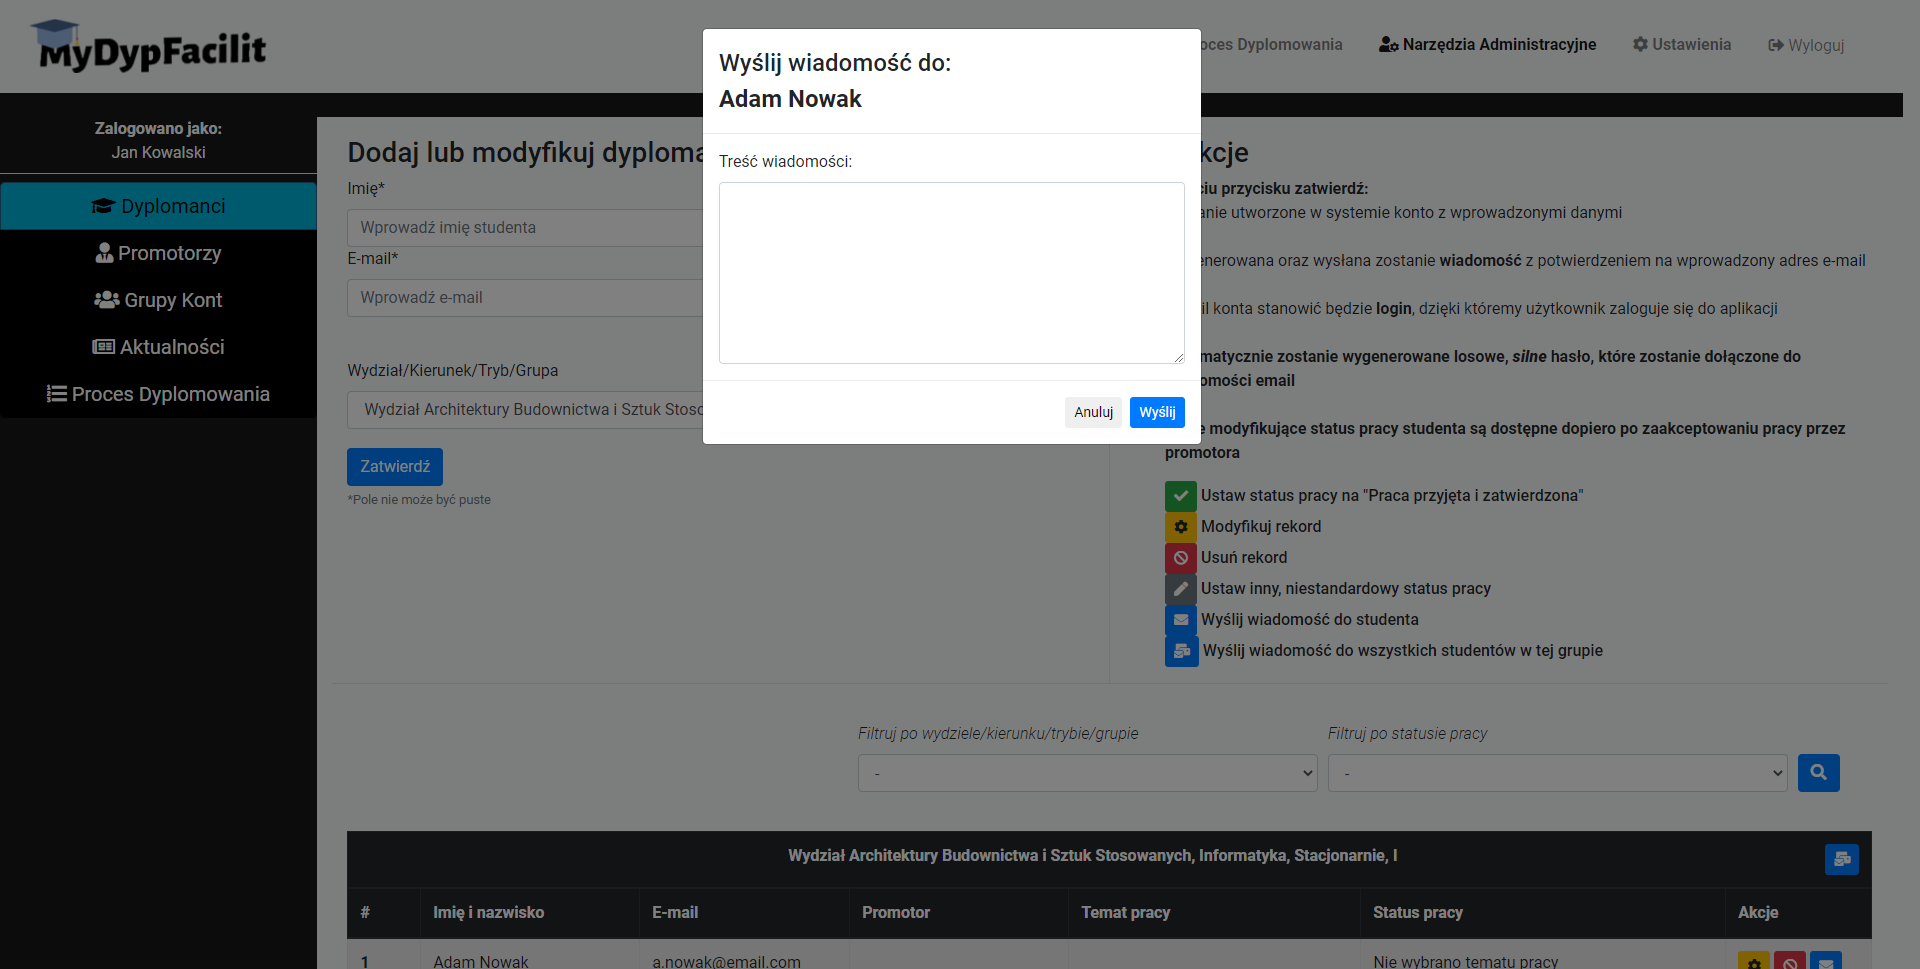 MyDypFacilit
oces Dyplomowania
Narzędzia Administracyjne
Ustawienia
Wyloguj
Zalogowano jako:
Jan Kowalski
Dyplomanci
Promotorzy
Grupy Kont
Aktualności
Proces Dyplomowania
Wyślij wiadomość do:
Adam Nowak
Treść wiadomości:
Anuluj
Wyślij
Dodaj lub modyfikuj dyploma
Imię*
Wprowadź imię studenta
E-mail*
Wprowadź e-mail
Wydział/Kierunek/Tryb/Grupa
Wydział Architektury Budownictwa i Sztuk Stoso
Zatwierdź
*Pole nie może być puste
kcje
iu przycisku zatwierdź:
nie utworzone w systemie konto z wprowadzonymi danymi
nerowana oraz wysłana zostanie wiadomość z potwierdzeniem na wprowadzony adres e-mail
il konta stanowić będzie login, dzięki któremy użytkownik zaloguje się do aplikacji
matycznie zostanie wygenerowane losowe, silne hasło, które zostanie dołączone do
omości email
e modyfikujące status pracy studenta są dostępne dopiero po zaakceptowaniu pracy przez
promotora
Ustaw status pracy na "Praca przyjęta i zatwierdzona"
Modyfikuj rekord
Usuń rekord
Ustaw inny, niestandardowy status pracy
Wyślij wiadomość do studenta
Wyślij wiadomość do wszystkich studentów w tej grupie
Filtruj po wydziele/kierunku/trybie/grupie
Filtruj po statusie pracy
-
-
Wydział Architektury Budownictwa i Sztuk Stosowanych, Informatyka, Stacjonarnie, I
# Imię i nazwisko E-mail Promotor Temat pracy Status pracy Akcje
1 Adam Nowak a.nowak@email.com Nie wybrano tematu pracy